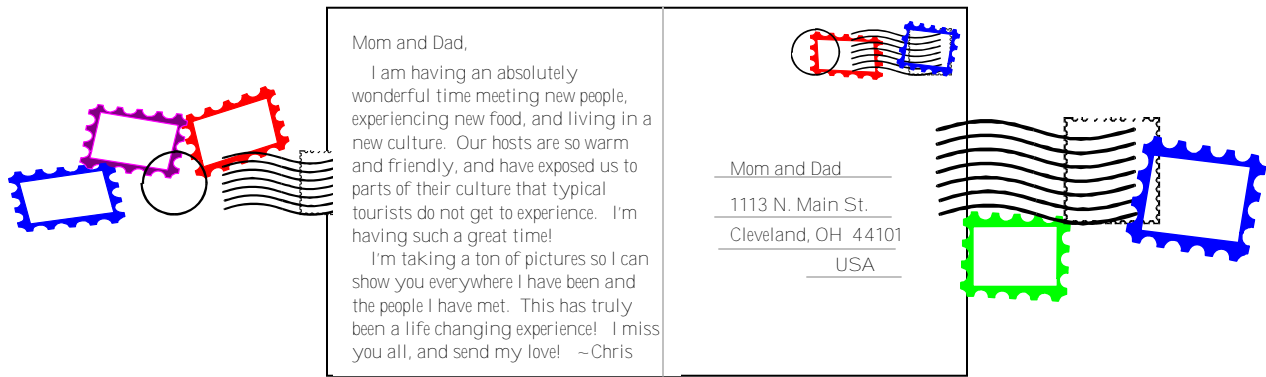 Mom and Dad,
I am having an absolutely
wonderful time meeting new people,
experiencing new food, and living in a
new culture.  Our hosts are so warm
and friendly, and have exposed us to
parts of their culture that typical
tourists do not get to experience.   I'm
having such a great time!
I'm taking a ton of pictures so I can
show you everywhere I have been and
the people I have met.  This has truly
been a life changing experience!   I miss
you all, and send my love!   ~Chris
Mom and Dad
1113 N. Main St.
Cleveland, OH  44101
USA